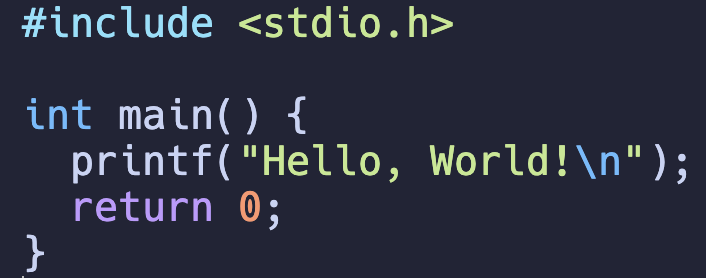 #include <stdio.h>

int main() {
  printf("Hello, World!\n");
  return 0;
}